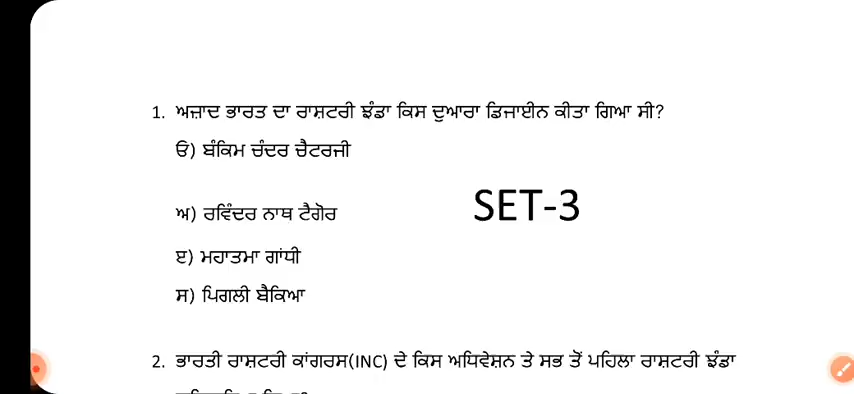 1. ਅਜ਼ਾਦ ਭਾਰਤ ਦਾ ਰਾਸ਼ਟਰੀ ਝੰਡਾ ਕਿਸ ਦੁਆਰਾ ਡਿਜਾਈਨ ਕੀਤਾ ਗਿਆ ਸੀ?
ੳ) ਬੰਕਿਮ ਚੰਦਰ ਚੈਟਰਜੀ
ਅ) ਰਵਿੰਦਰ ਨਾਥ ਟੈਗੋਰ
SET-3
ੲ) ਮਹਾਤਮਾ ਗਾਂਧੀ
ਸ) ਪਿਗਲੀ ਬੈਕਿਆ
2. ਭਾਰਤੀ ਰਾਸ਼ਟਰੀ ਕਾਂਗਰਸ(INC) ਦੇ ਕਿਸ ਅਧਿਵੇਸ਼ਨ ਤੇ ਸਭ ਤੋਂ ਪਹਿਲਾ ਰਾਸ਼ਟਰੀ ਝੰਡਾ